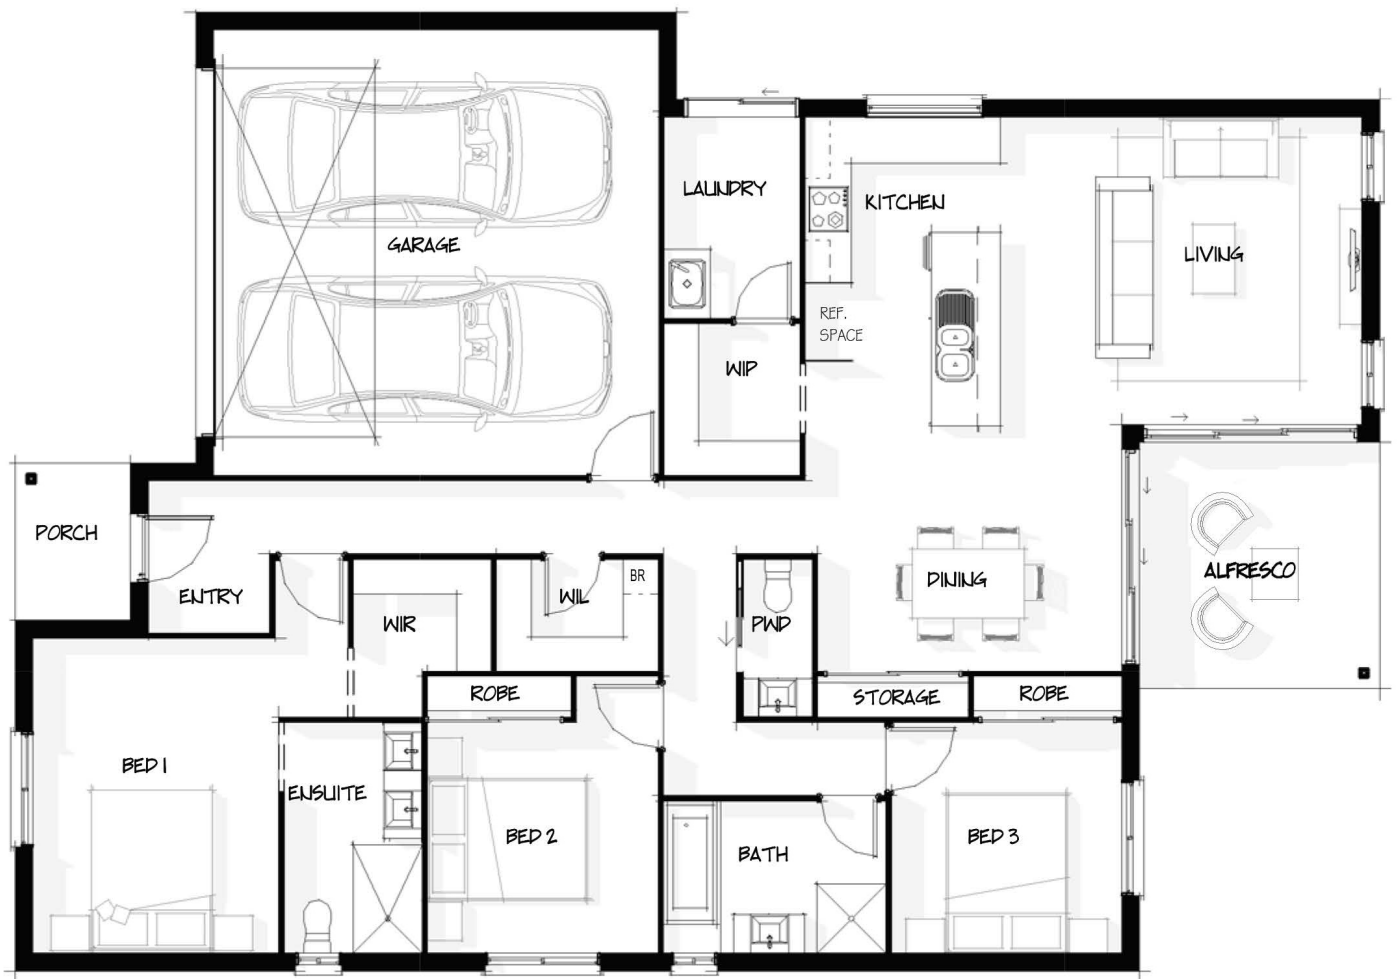 LAUNDRY
KITCHEN
GARAGE
LIVING
REF.
SPACE
WIP
PORCH
ENTRY
WIR
WIL
BR
PWD
DINING
ALFRESCO
ROBE
STORAGE
ROBE
BED 1
ENSUITE
BED 2
BATH
BED 3